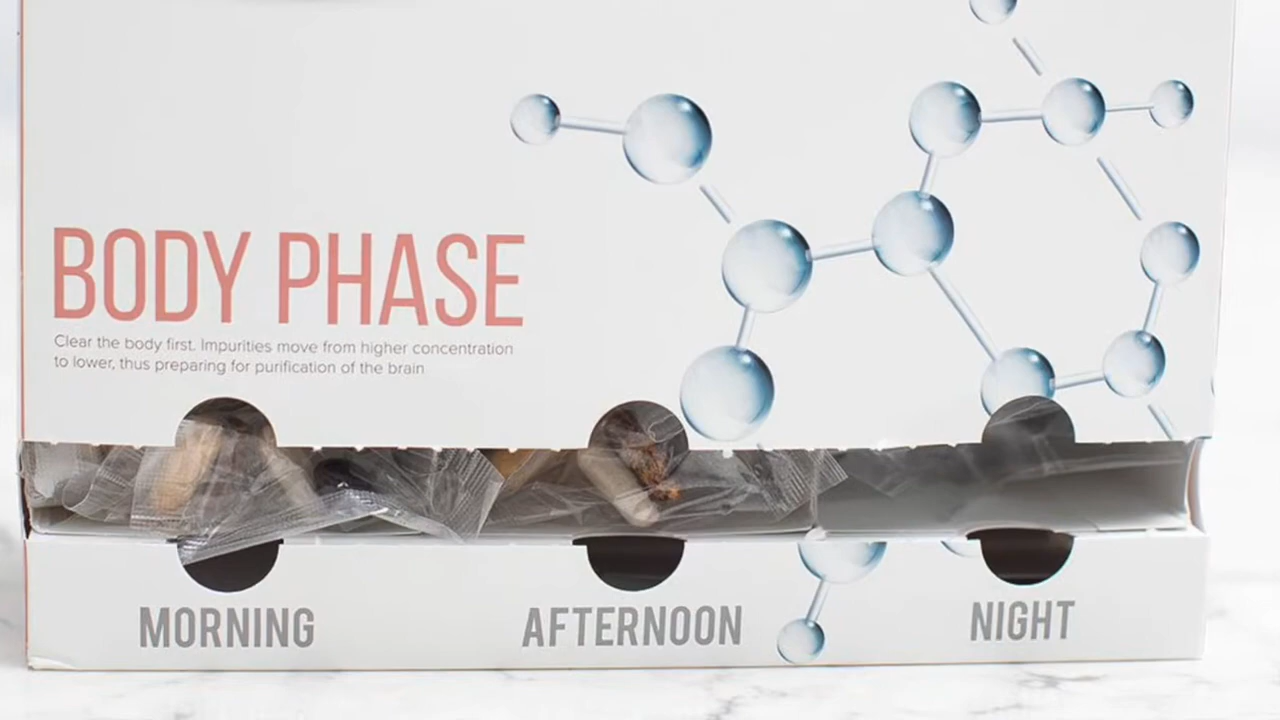 BODY PHASE
Clear the body first. Impurities move from higher concentration
to lower, thus preparing for purification of the brain
MORNING
AFTERNOON
NIGHT